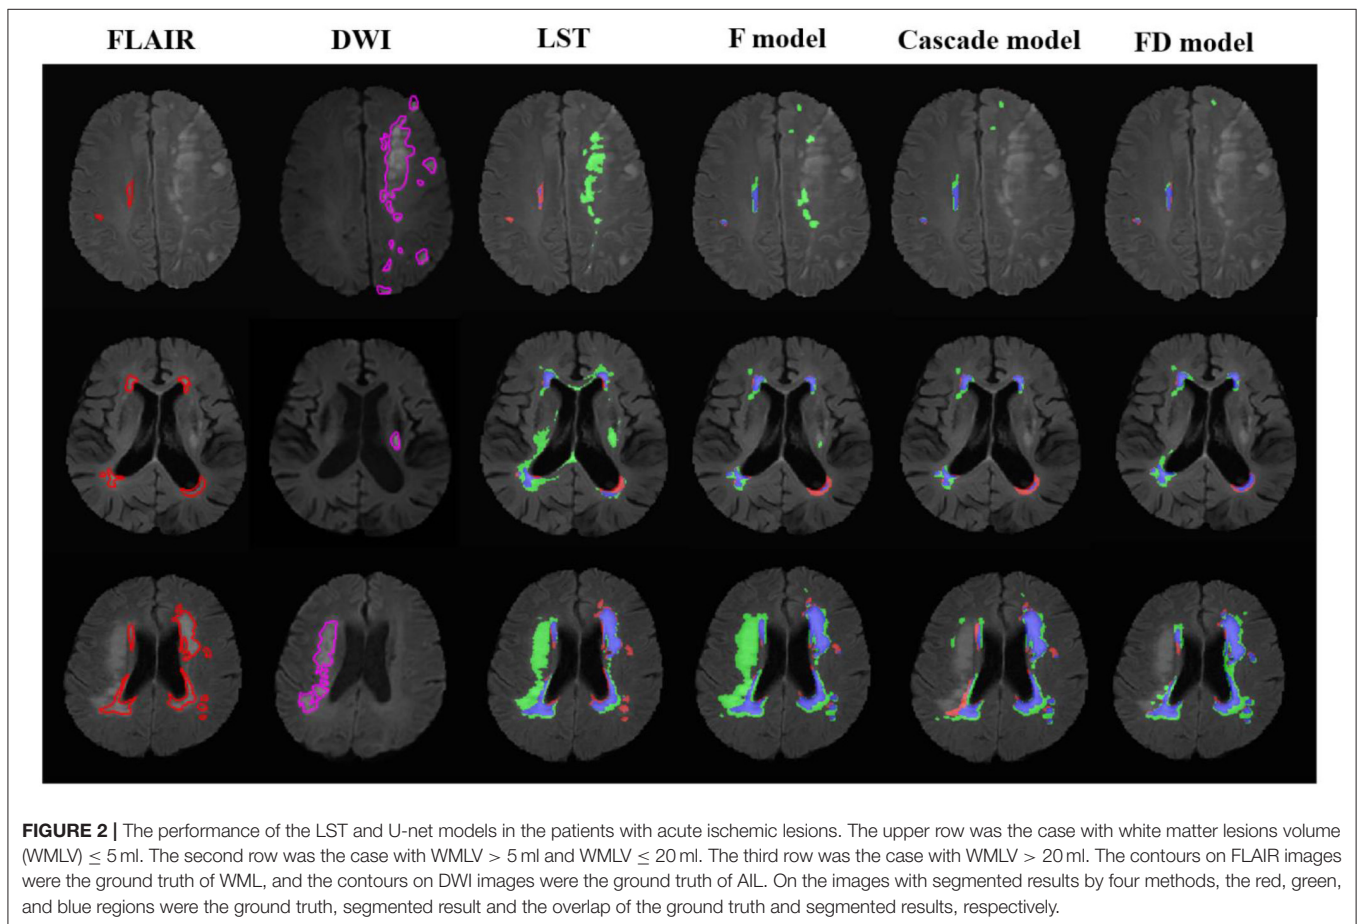 FLAIR DWI LST F model Cascade model FD model
FIGURE 2 | The performance of the LST and U-net models in the patients with acute ischemic lesions. The upper row was the case with white matter lesions volume
(WMLV) ≤ 5 ml. The second row was the case with WMLV > 5 ml and WMLV ≤ 20 ml. The third row was the case with WMLV > 20 ml. The contours on FLAIR images
were the ground truth of WML, and the contours on DWI images were the ground truth of AIL. On the images with segmented results by four methods, the red, green,
and blue regions were the ground truth, segmented result and the overlap of the ground truth and segmented results, respectively.